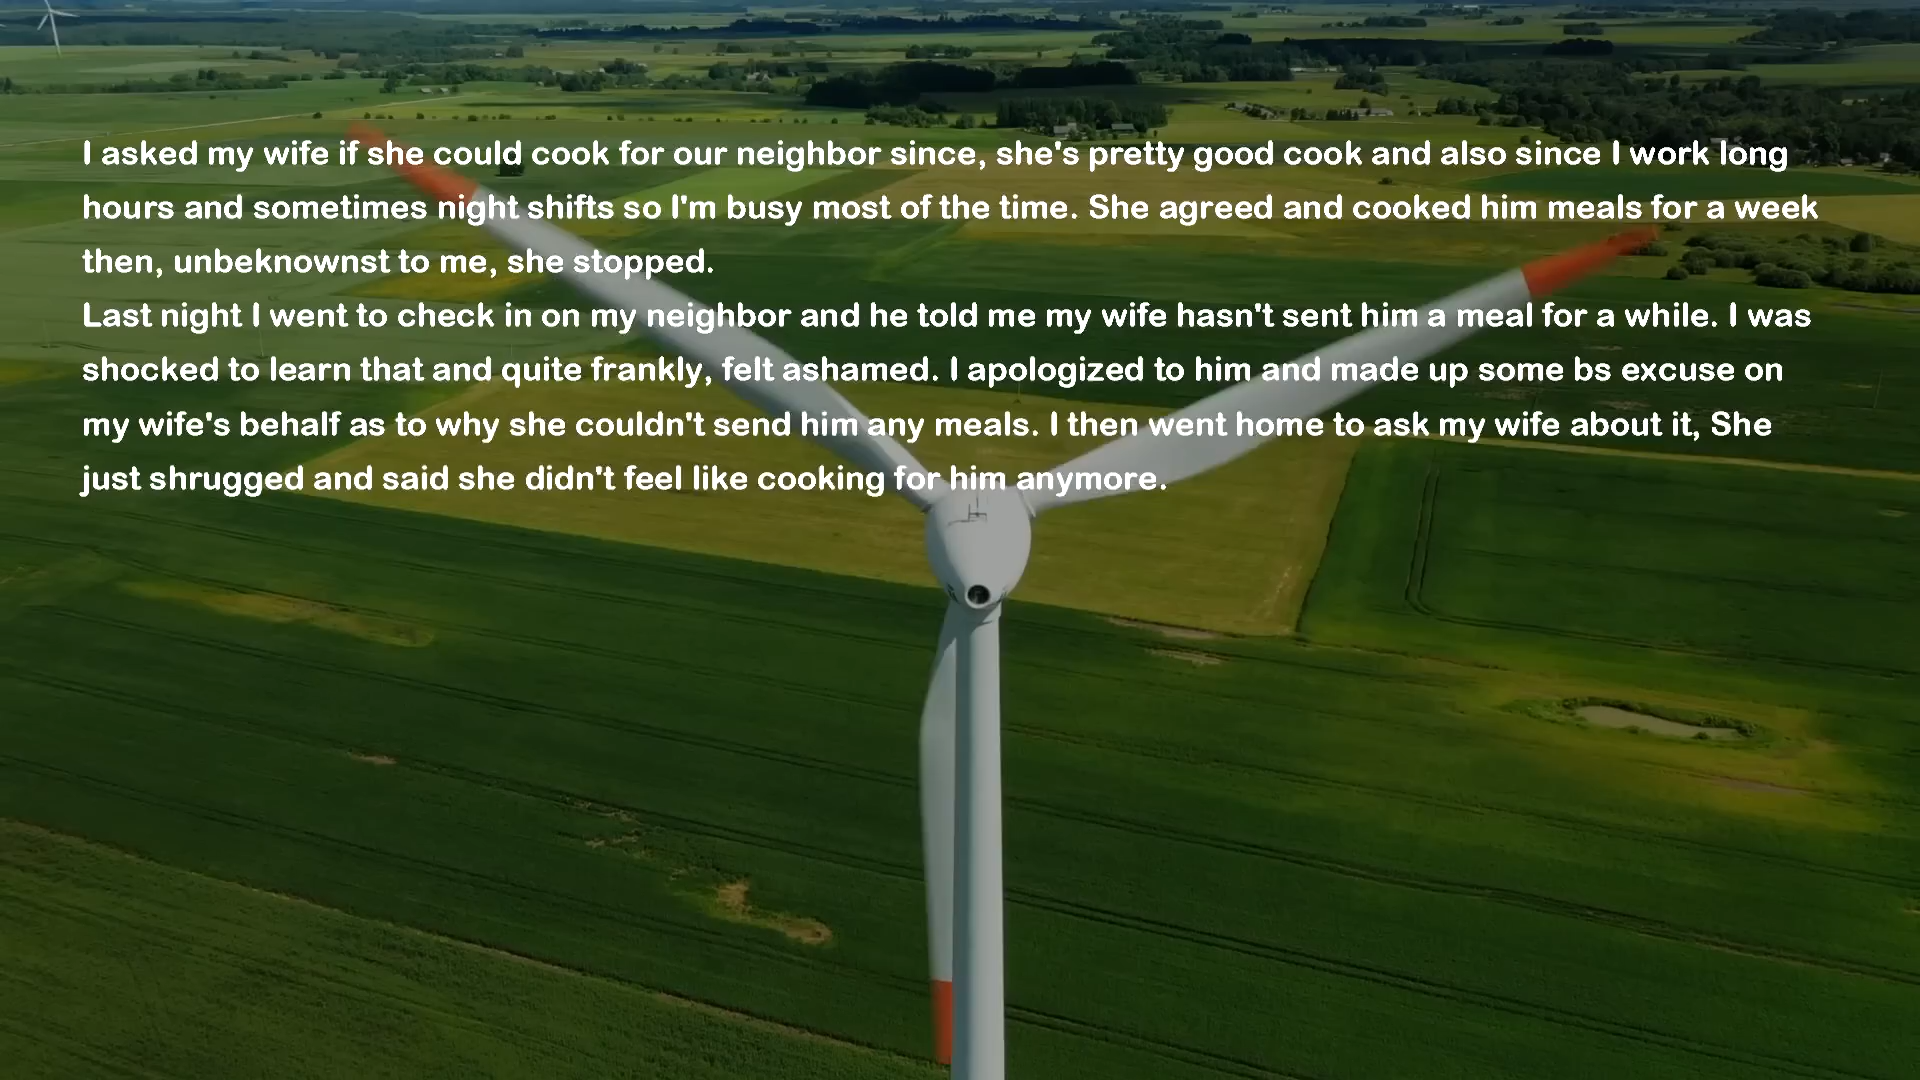 I asked my wife if she could cook for our neighbor since, she's pretty good cook and also since I work long
hours and sometimes night shifts so I'm busy most of the time. She agreed and cooked him meals for a week
then, unbeknownst to me, she stopped.
Last night I went to check in on my neighbor and he told me my wife hasn't sent him a meal for a while. I was
shocked to learn that and quite frankly, felt ashamed. I apologized to him and made up some bs excuse on
my wife's behalf as to why she couldn't send him any meals. I then went home to ask my wife about it, She
just shrugged and said she didn't feel like cooking for him anymore.